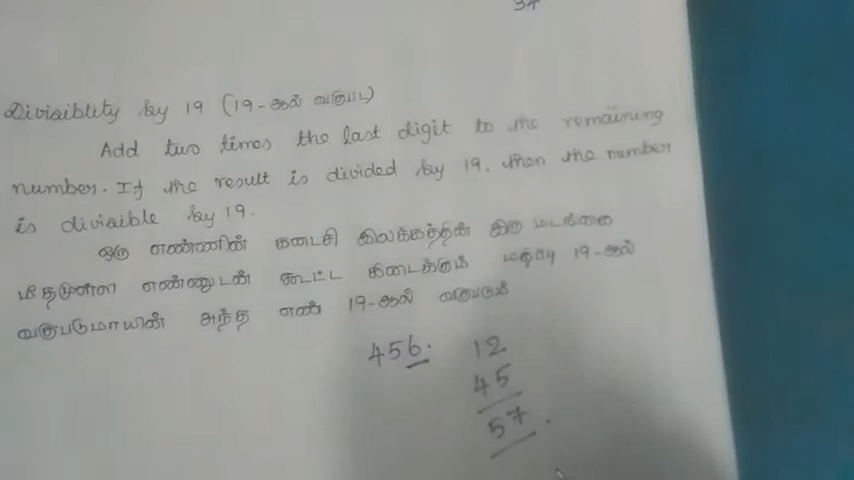 34
Divisiblity by 19 (19-ஆல் வகுபட)
Add two times the last digit to the remaining
number. If the result is divided by 19, then the number
is divisible by 19.
ஒரு எண்ணின் கடைசி இலக்கத்தின் இரு மடங்கை
மீதமுள்ள எண்ணுடன் கூட்ட கிடைக்கும் மதிப்பு 19-ஆல்
வகுபடுமாயின் அந்த எண் 19-ஆல் வகுபடும்
456. 12
45
57.